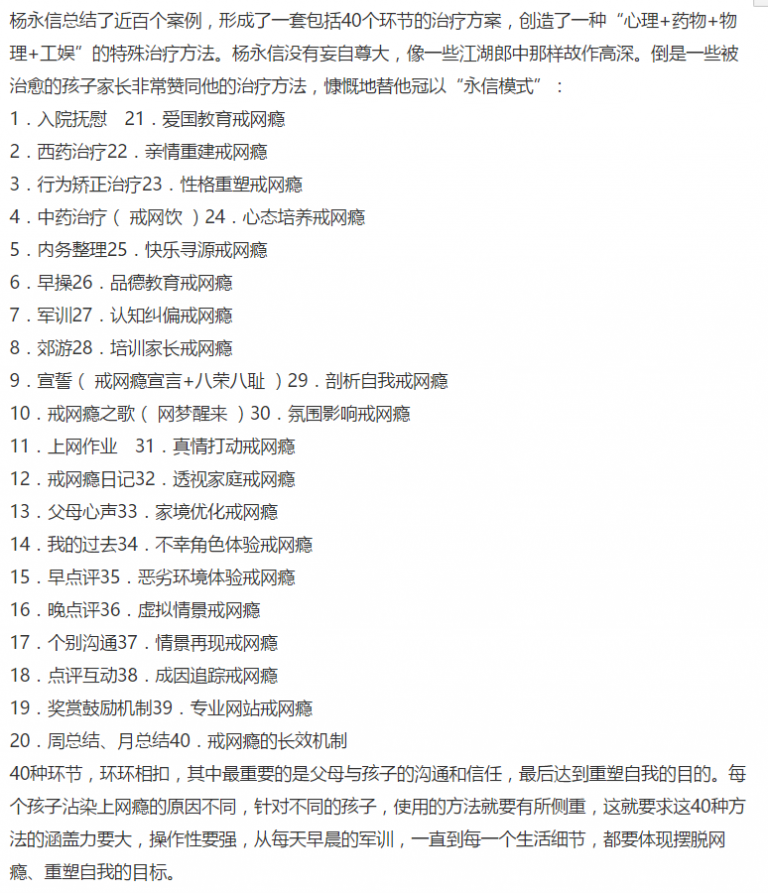 杨永信总结了近百个案例，形成了一套包括40个环节的治疗方案，创造了一种“心理+药物+物
理+工娱”的特殊治疗方法。杨永信没有妄自尊大，像一些江湖郎中那样故作高深。倒是一些被
治愈的孩子家长非常赞同他的治疗方法，慷慨地替他冠以“永信模式”：
1．入院抚慰　21．爱国教育戒网瘾
2．西药治疗22．亲情重建戒网瘾
3．行为矫正治疗23．性格重塑戒网瘾
4．中药治疗（ 戒网饮 ）24．心态培养戒网瘾
5．内务整理25．快乐寻源戒网瘾
6．早操26．品德教育戒网瘾
7．军训27．认知纠偏戒网瘾
8．郊游28．培训家长戒网瘾
9．宣誓（ 戒网瘾宣言+八荣八耻 ）29．剖析自我戒网瘾
10．戒网瘾之歌（ 网梦醒来 ）30．氛围影响戒网瘾
11．上网作业　31．真情打动戒网瘾
12．戒网瘾日记32．透视家庭戒网瘾
13．父母心声33．家境优化戒网瘾
14．我的过去34．不幸角色体验戒网瘾
15．早点评35．恶劣环境体验戒网瘾
16．晚点评36．虚拟情景戒网瘾
17．个别沟通37．情景再现戒网瘾
18．点评互动38．成因追踪戒网瘾
19．奖赏鼓励机制39．专业网站戒网瘾
20．周总结、月总结40．戒网瘾的长效机制
40种环节，环环相扣，其中最重要的是父母与孩子的沟通和信任，最后达到重塑自我的目的。每
个孩子沾染上网瘾的原因不同，针对不同的孩子，使用的方法就要有所侧重，这就要求这40种方
法的涵盖力要大，操作性要强，从每天早晨的军训，一直到每一个生活细节，都要体现摆脱网
瘾、重塑自我的目标。